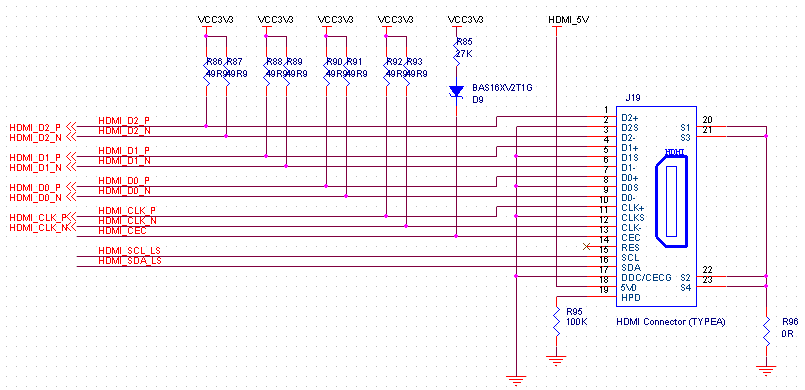 VCC3V3 VCC3V3 VCC3V3 VCC3V3 VCC3V3 HDMI_5V
R86 R87 R88 R89 R90 R91 R92 R93 R85
49R9 49R9 49R9 49R9 49R9 49R9 49R9 49R9 27K
BAS16XV2T1G
D9
J19
HDMI_D2_P HDMI_D2_P 1 D2+ S1 20
2 D2S
HDMI_D2_N HDMI_D2_N 3 D2- S3 21
HDMI_D1_P HDMI_D1_P 4 D1+
5 D1S
HDMI_D1_N HDMI_D1_N 6 D1-
HDMI
HDMI_D0_P HDMI_D0_P 7 D0+
8 D0S
HDMI_D0_N HDMI_D0_N 9 D0-
HDMI_CLK_P HDMI_CLK_P 10 CLK+
11 CLKS
HDMI_CLK_N HDMI_CLK_N 12 CLK-
HDMI_CEC 13 CEC
14 RES
HDMI_SCL_LS 15 SCL
HDMI_SDA_LS 16 SDA
17 DDC/CECG S2 22
18 5V0 S4 23
19 HPD
R95
100K
HDMI Connector (TYPEA)
R96
0R